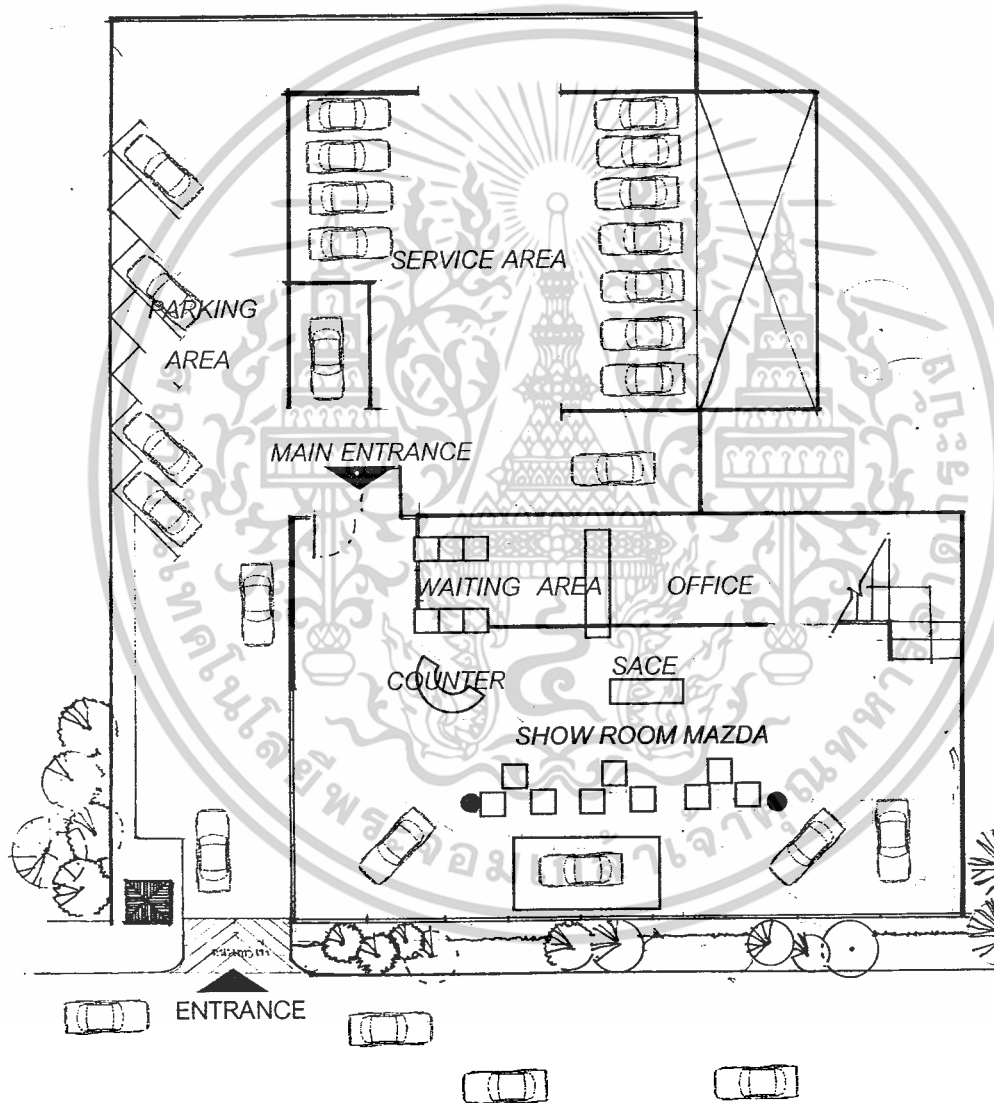 SERVICE AREA
PARKING
AREA
MAIN ENTRANCE
WAITING AREA
OFFICE
COUNTER
SACE
SHOW ROOM MAZDA
ENTRANCE